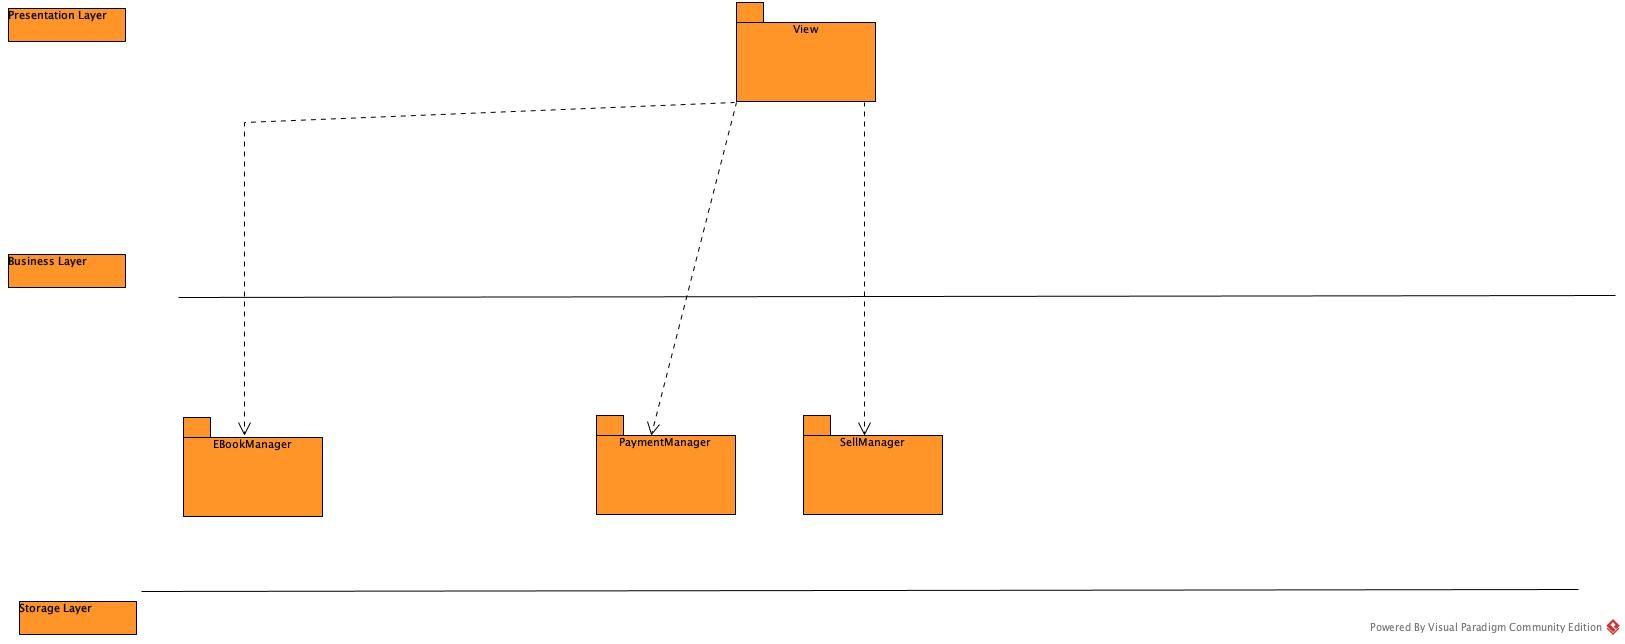 Presentation Layer
View
Business Layer
EBookManager
PaymentManager
SellManager
Storage Layer
Powered By Visual Paradigm Community Edition